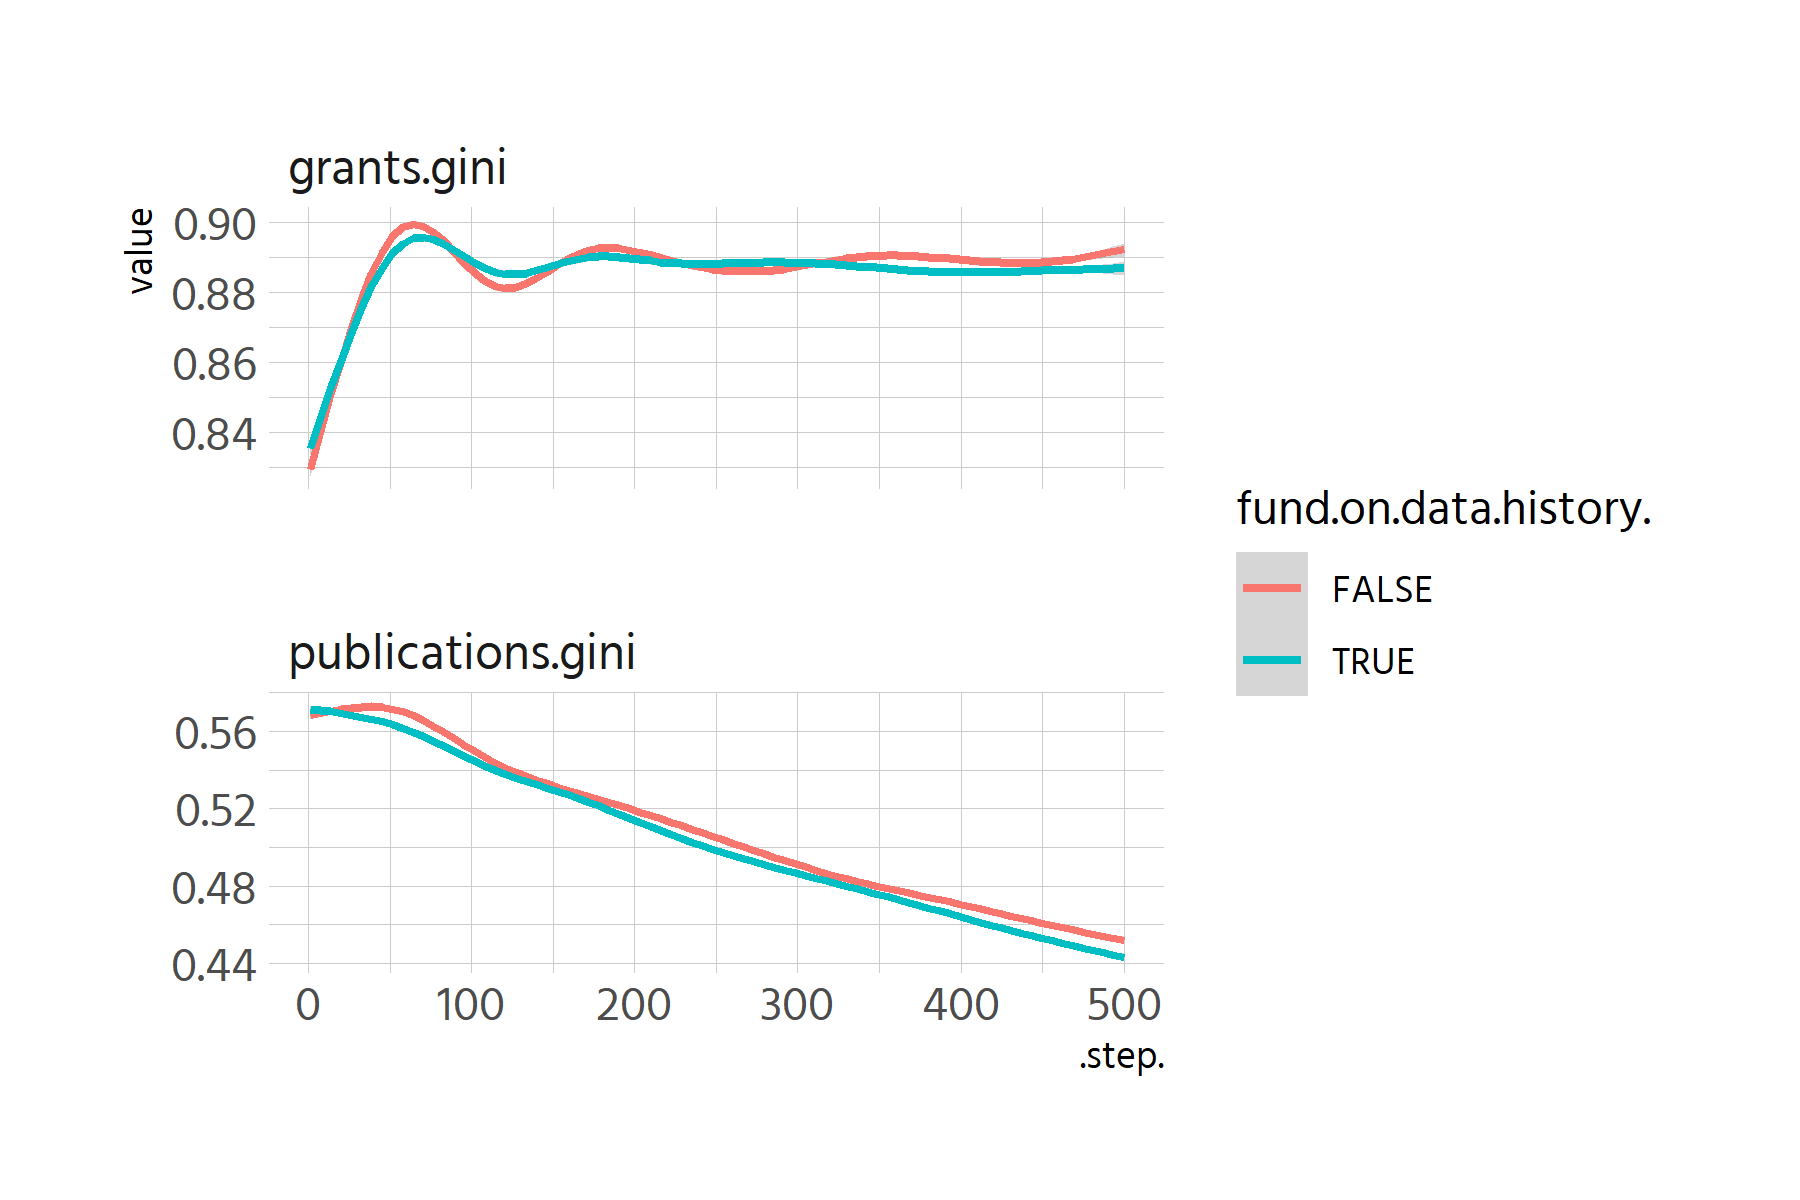 grants.gini
value
0.90
0.88
0.86
0.84
publications.gini
0.56
0.52
0.48
0.44
0 100 200 300 400 500
.step.
fund.on.data.history.
FALSE
TRUE